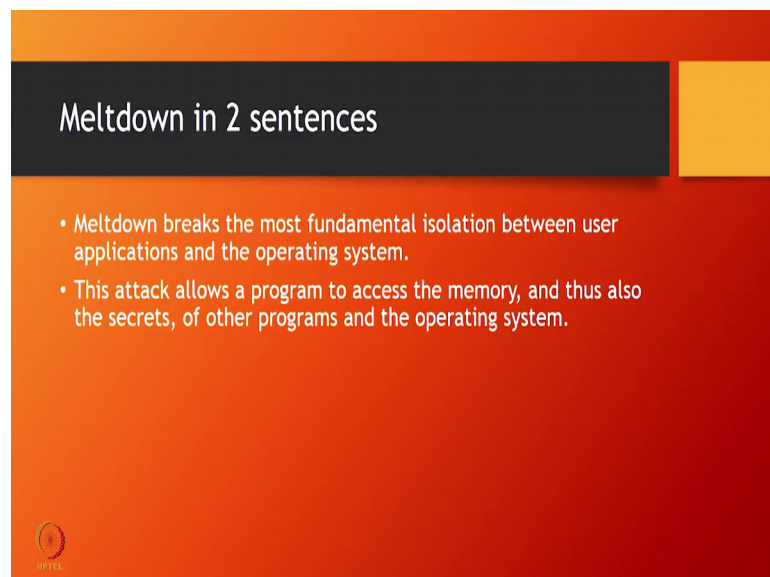 Meltdown in 2 sentences
• Meltdown breaks the most fundamental isolation between user
applications and the operating system.
• This attack allows a program to access the memory, and thus also
the secrets, of other programs and the operating system.
NPTEL